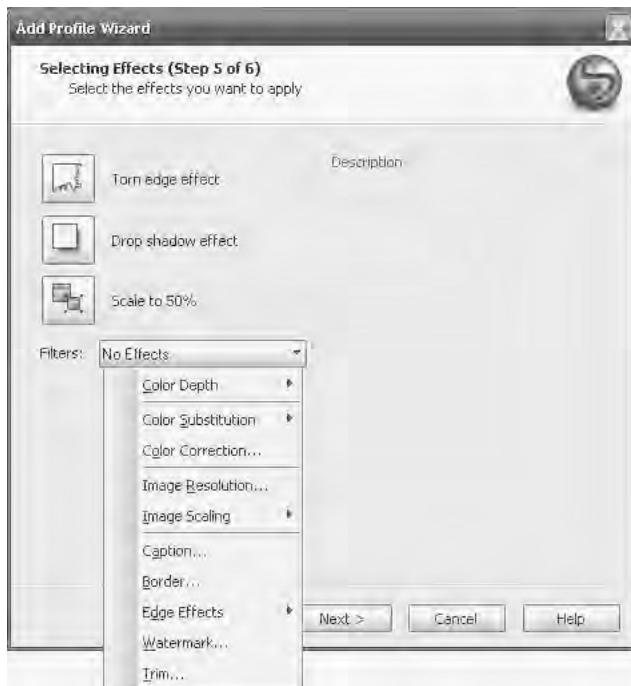 Add Profile Wizard
Selecting Effects (Step 5 of 6)
Select the effects you want to apply
Torn edge effect
Description
Drop shadow effect
Scale to 50%
Filters: No Effects
Color Depth
Color Substitution
Color Correction...
Image Resolution...
Image Scaling
Caption...
Border...
Edge Effects
Watermark...
Trim...
Next > Cancel Help